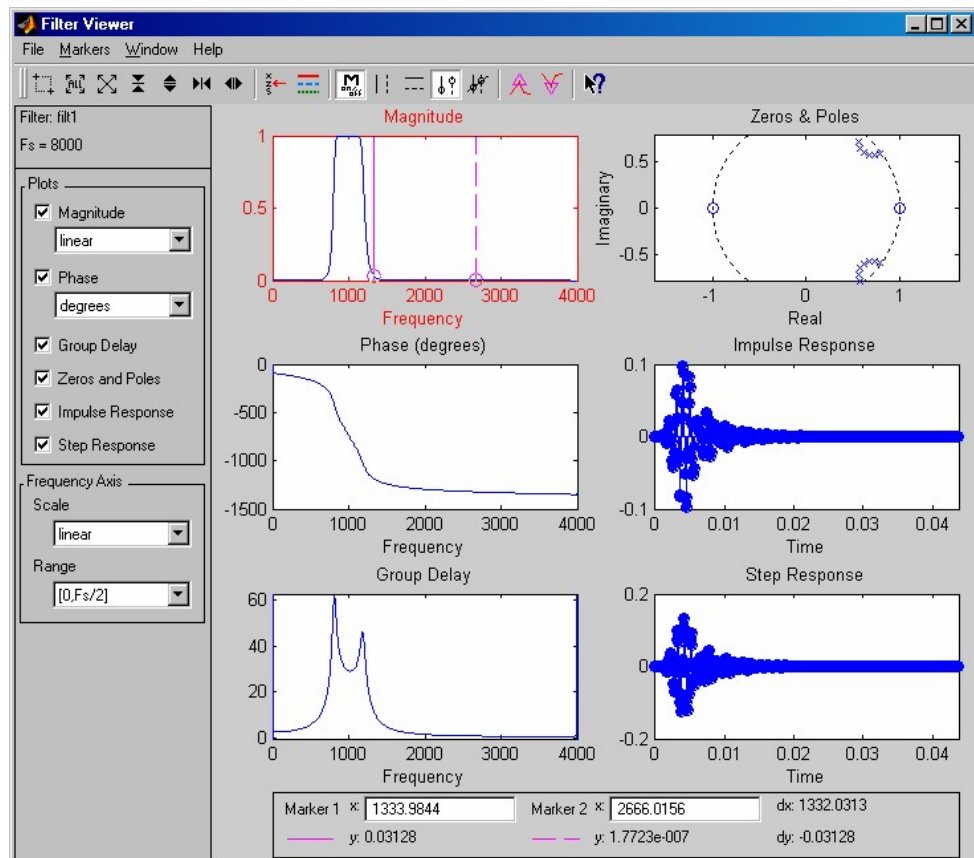 Filter Viewer
File Markers Window Help
Filter: filt1
Fs = 8000
Plots
Magnitude
linear
Phase
degrees
Group Delay
Zeros and Poles
Impulse Response
Step Response
Frequency Axis
Scale
linear
Range
[0,Fs/2]
Magnitude
1
0.5
0
0 1000 2000 3000 4000
Frequency
Zeros & Poles
Imaginary
0.5
0
-0.5
-1 0 1
Real
Phase (degrees)
0
-500
-1000
-1500
0 1000 2000 3000 4000
Frequency
Impulse Response
0.1
0
-0.1
0 0.01 0.02 0.03 0.04
Time
Group Delay
60
40
20
0
0 1000 2000 3000 4000
Frequency
Step Response
0.2
0
-0.2
0 0.01 0.02 0.03 0.04
Time
Marker 1 x: 1333.9844 Marker 2 x: 2666.0156 dx: 1332.0313
y: 0.03128 y: 1.7723e-007 dy: -0.03128